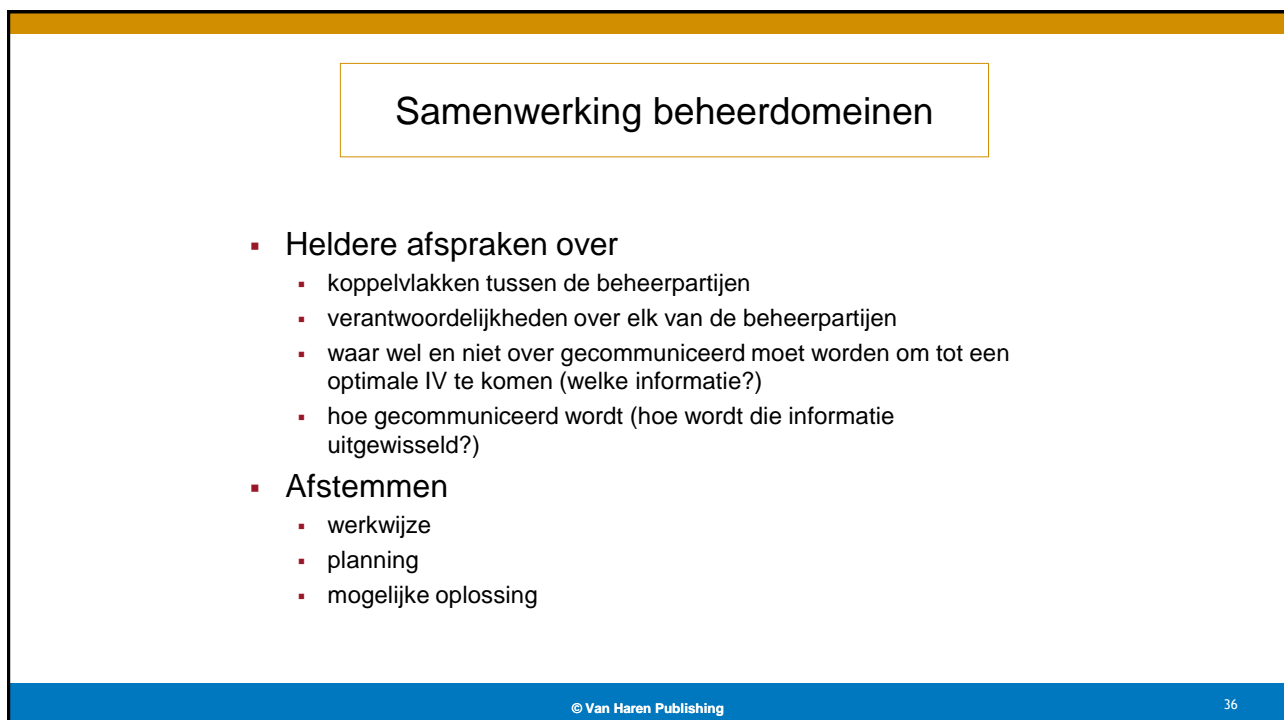 Samenwerking beheerdomeinen
▪ Heldere afspraken over
▪ koppelvlakken tussen de beheerpartijen
▪ verantwoordelijkheden over elk van de beheerpartijen
▪ waar wel en niet over gecommuniceerd moet worden om tot een
optimale IV te komen (welke informatie?)
▪ hoe gecommuniceerd wordt (hoe wordt die informatie
uitgewisseld?)
▪ Afstemmen
▪ werkwijze
▪ planning
▪ mogelijke oplossing
© Van Haren Publishing
36